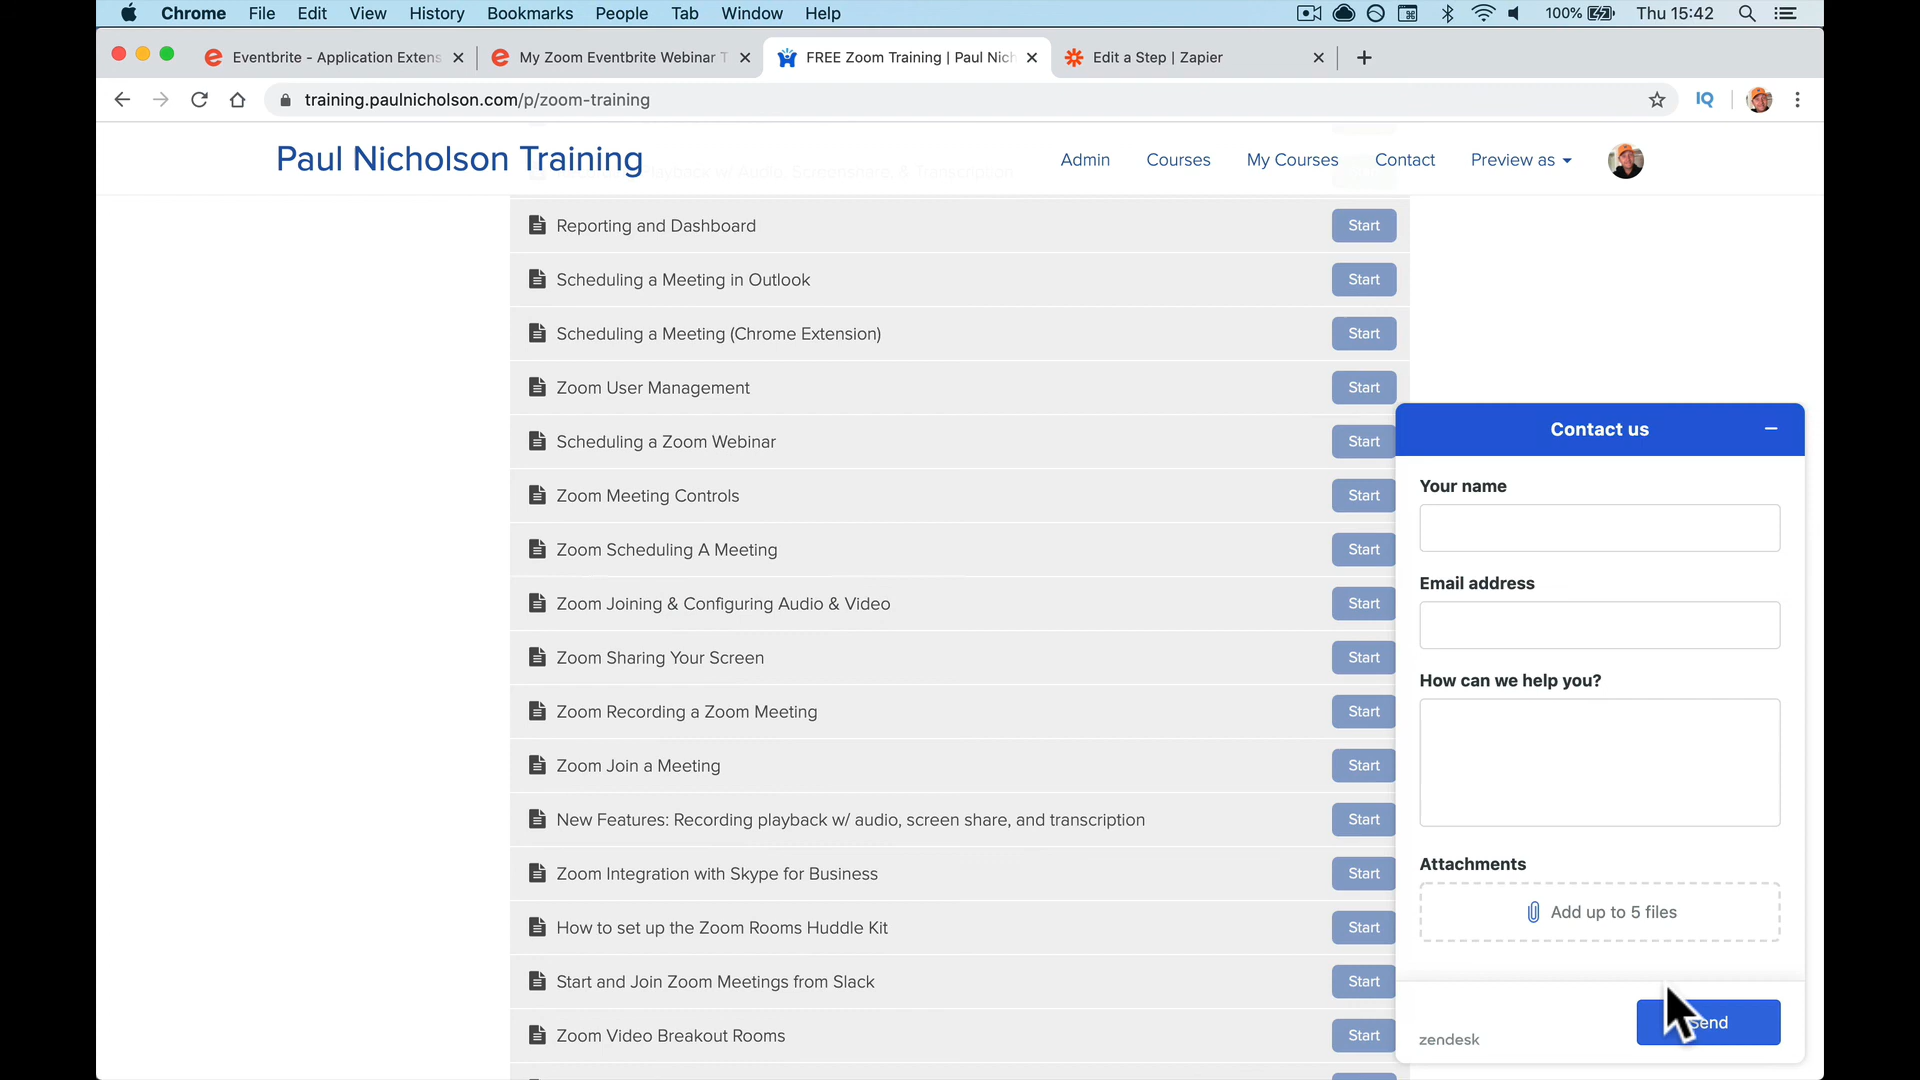 Chrome File Edit View History Bookmarks People Tab Window Help 100% Thu 15:42
Eventbrite - Application Extens My Zoom Eventbrite Webinar T FREE Zoom Training | Paul Nich Edit a Step | Zapier
training.paulnicholson.com/p/zoom-training IQ
Paul Nicholson Training Admin Courses My Courses Contact Preview as
Playback w/ Audio, Screenshare, & Transcription
Reporting and Dashboard Start
Scheduling a Meeting in Outlook Start
Scheduling a Meeting (Chrome Extension) Start
Zoom User Management Start
Scheduling a Zoom Webinar Start
Zoom Meeting Controls Start
Zoom Scheduling A Meeting Start
Zoom Joining & Configuring Audio & Video Start
Zoom Sharing Your Screen Start
Zoom Recording a Zoom Meeting Start
Zoom Join a Meeting Start
New Features: Recording playback w/ audio, screen share, and transcription Start
Zoom Integration with Skype for Business Start
How to set up the Zoom Rooms Huddle Kit Start
Start and Join Zoom Meetings from Slack Start
Zoom Video Breakout Rooms Start
Contact us
Your name
Email address
How can we help you?
Attachments
Add up to 5 files
Send
zendesk